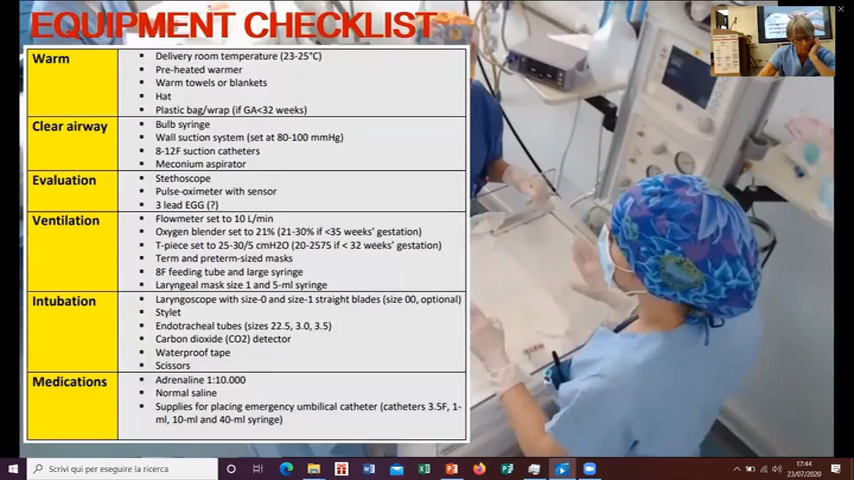 EQUIPMENT CHECKLIST
Warm
▪ Delivery room temperature (23-25°C)
▪ Pre-heated warmer
▪ Warm towels or blankets
▪ Hat
▪ Plastic bag/wrap (if GA<32 weeks)
Clear airway
▪ Bulb syringe
▪ Wall suction system (set at 80-100 mmHg)
▪ 8-12F suction catheters
▪ Meconium aspirator
Evaluation
▪ Stethoscope
▪ Pulse-oximeter with sensor
▪ 3 lead EGG (?)
Ventilation
▪ Flowmeter set to 10 L/min
▪ Oxygen blender set to 21% (21-30% if <35 weeks' gestation)
▪ T-piece set to 25-30/5 cmH2O (20-2575 if < 32 weeks' gestation)
▪ Term and preterm-sized masks
▪ 8F feeding tube and large syringe
▪ Laryngeal mask size 1 and 5-ml syringe
Intubation
▪ Laryngoscope with size-0 and size-1 straight blades (size 00, optional)
▪ Stylet
▪ Endotracheal tubes (sizes 22.5, 3.0, 3.5)
▪ Carbon dioxide (CO2) detector
▪ Waterproof tape
▪ Scissors
Medications
▪ Adrenaline 1:10.000
▪ Normal saline
▪ Supplies for placing emergency umbilical catheter (catheters 3.5F, 1-
ml, 10-ml and 40-ml syringe)
Scrivi qui per eseguire la ricerca
17:44
23/07/2020